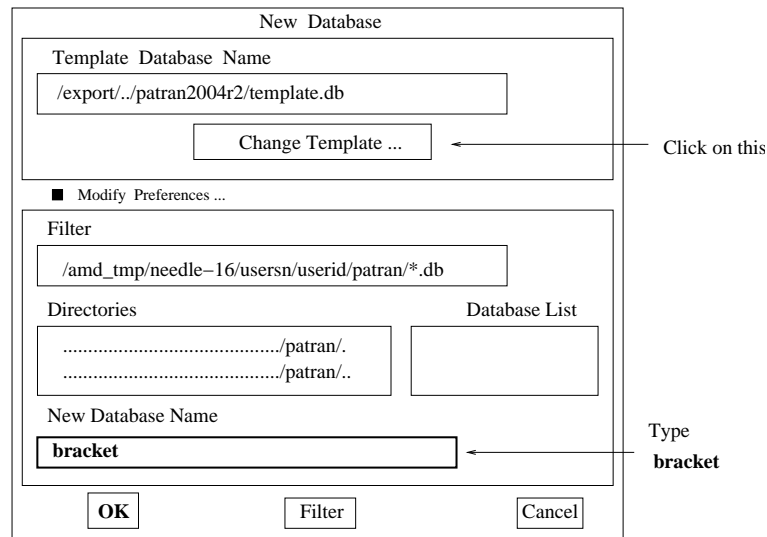 New Database
Template Database Name
/export/../patran2004r2/template.db
Change Template ...
Click on this
Modify Preferences ...
Filter
/amd_tmp/needle−16/usersn/userid/patran/*.db
Directories
Database List
.........................................../patran/.
.........................................../patran/..
New Database Name
bracket
Type
bracket
OK
Filter
Cancel